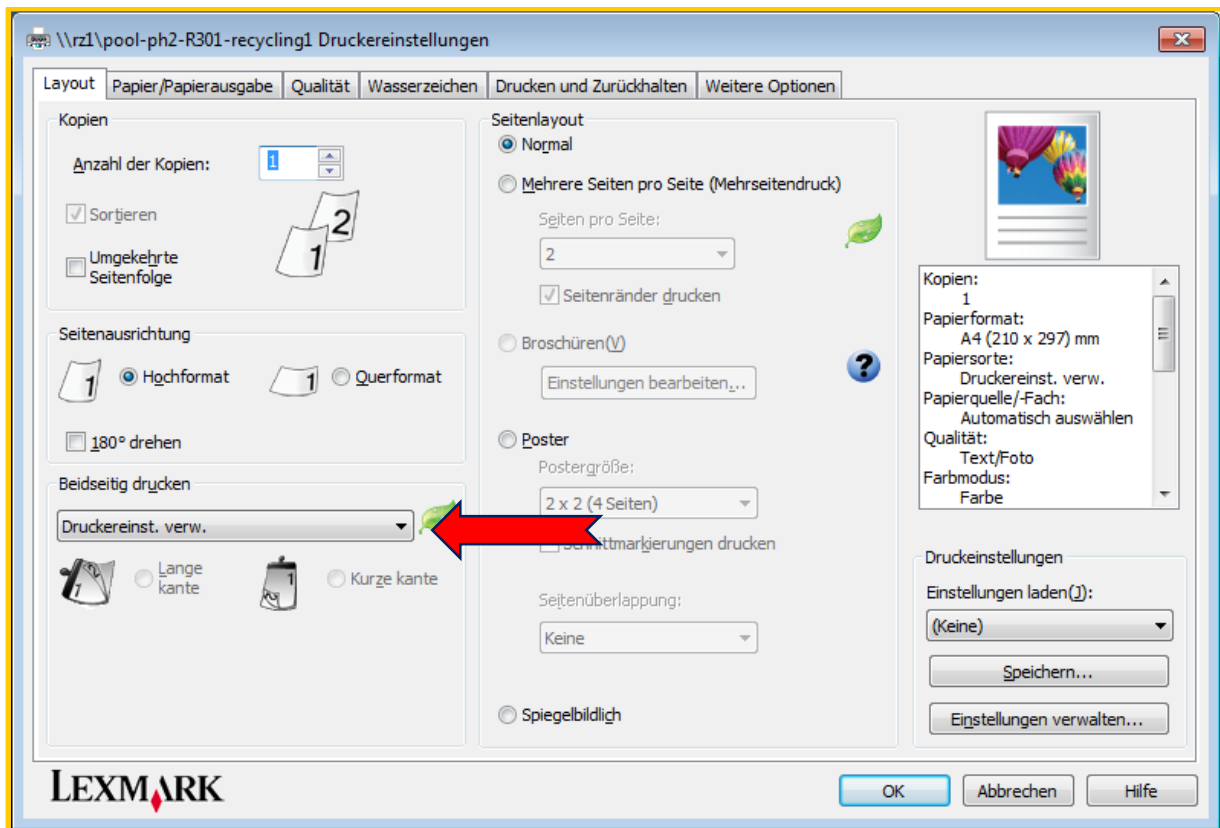 \\rz1\pool-ph2-R301-recycling1 Druckereinstellungen
Layout Papier/Papierausgabe Qualität Wasserzeichen Drucken und Zurückhalten Weitere Optionen
Kopien
Anzahl der Kopien: 1
Sortieren
Umgekehrte
Seitenfolge
1 2
Seitenausrichtung
1 Hochformat 1 Querformat
180° drehen
Beidseitig drucken
Druckereinst. verw.
1 2 Lange
kante
1 Kurze kante
Seitenlayout
Normal
Mehrere Seiten pro Seite (Mehrseitendruck)
Seiten pro Seite:
2
Seitenränder drucken
Broschüren(V)
?
Einstellungen bearbeiten...
Poster
Postergröße:
2 x 2 (4 Seiten)
Schnittmarkierungen drucken
Seitenüberlappung:
Keine
Spiegelbildlich
Kopien:
1
Papierformat:
A4 (210 x 297) mm
Papiersorte:
Druckereinst. verw.
Papierquelle/-Fach:
Automatisch auswählen
Qualität:
Text/Foto
Farbmodus:
Farbe
Druckeinstellungen
Einstellungen laden(J):
(Keine)
Speichern...
Einstellungen verwalten...
LEXMARK
OK Abbrechen Hilfe